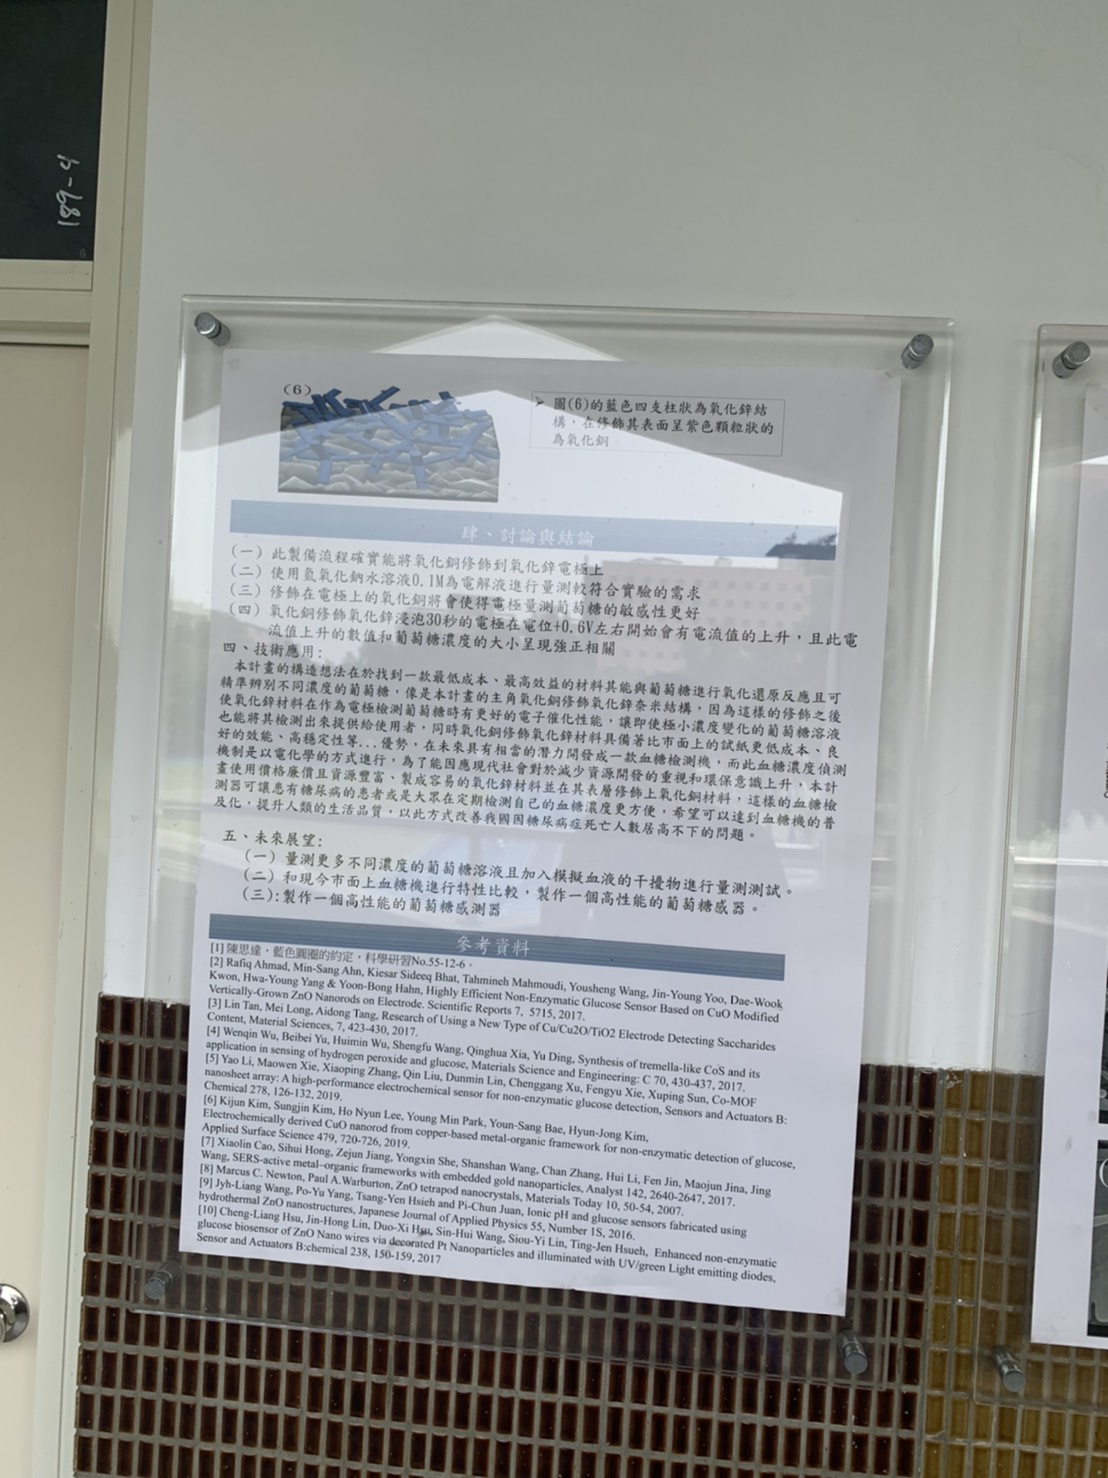 189-4
(6)
➢ 圖(6)的藍色四支柱狀為氧化鋅結
構，在修飾其表面呈紫色顆粒狀的
為氧化銅
肆、討論與結論
(一) 此製備流程確實能將氧化銅修飾到氧化鋅電極上
(二) 使用氫氧化鈉水溶液0.1M為電解液進行量測較符合實驗的需求
(三) 修飾在電極上的氧化銅將會使得電極量測葡萄糖的敏感性更好
(四) 氧化銅修飾氧化鋅浸泡30秒的電極在電位+0.6V左右開始會有電流值的上升，且此電
流值上升的數值和葡萄糖濃度的大小呈現強正相關
四、技術應用:
本計畫的構造想法在於找到一款最低成本、最高效益的材料其能與葡萄糖進行氧化還原反應且可
精準辨別不同濃度的葡萄糖，像是本計畫的主角氧化銅修飾氧化鋅奈米結構，因為這樣的修飾之後
使氧化鋅材料在作為電極檢測葡萄糖時有更好的電子催化性能，讓即使極小濃度變化的葡萄糖溶液
也能將其檢測出來提供給使用者，同時氧化銅修飾氧化鋅材料具備著比市面上的試紙更低成本、良
好的效能、高穩定性等...優勢，在未來具有相當的潛力開發成一款血糖檢測機，而此血糖濃度偵測
機制是以電化學的方式進行，為了能因應現代社會對於減少資源開發的重視和環保意識上升，本計
畫使用價格廉價且資源豐富、製成容易的氧化鋅材料並在其表層修飾上氧化銅材料，這樣的血糖檢
測器可讓患有糖尿病的患者或是大眾在定期檢測自己的血糖濃度更方便，希望可以達到血糖機的普
及化，提升人類的生活品質，以此方式改善我國因糖尿病症死亡人數居高不下的問題。
五、未來展望:
(一) 量測更多不同濃度的葡萄糖溶液且加入模擬血液的干擾物進行量測測試。
(二) 和現今市面上血糖機進行特性比較，製作一個高性能的葡萄糖感器。
(三):製作一個高性能的葡萄糖感測器
參考資料
[1] 陳思達，藍色圓圈的約定，科學研習No.55-12-6。
[2] Rafiq Ahmad, Min-Sang Ahn, Kiesar Sideeq Bhat, Tahmineh Mahmoudi, Yousheng Wang, Jin-Young Yoo, Dae-Wook
Kwon, Hwa-Young Yang & Yoon-Bong Hahn, Highly Efficient Non-Enzymatic Glucose Sensor Based on CuO Modified
Vertically-Grown ZnO Nanorods on Electrode. Scientific Reports 7, 5715, 2017.
[3] Lin Tan, Mei Long, Aidong Tang, Research of Using a New Type of Cu/Cu2O/TiO2 Electrode Detecting Saccharides
Content, Material Sciences, 7, 423-430, 2017.
[4] Wenqin Wu, Beibei Yu, Huimin Wu, Shengfu Wang, Qinghua Xia, Yu Ding, Synthesis of tremella-like CoS and its
application in sensing of hydrogen peroxide and glucose, Materials Science and Engineering: C 70, 430-437, 2017.
[5] Yao Li, Maowen Xie, Xiaoping Zhang, Qin Liu, Dunmin Lin, Chenggang Xu, Fengyu Xie, Xuping Sun, Co-MOF
nanosheet array: A high-performance electrochemical sensor for non-enzymatic glucose detection, Sensors and Actuators B:
Chemical 278, 126-132, 2019.
[6] Kijun Kim, Sungjin Kim, Ho Nyun Lee, Young Min Park, Youn-Sang Bae, Hyun-Jong Kim,
Electrochemically derived CuO nanorod from copper-based metal-organic framework for non-enzymatic detection of glucose,
Applied Surface Science 479, 720-726, 2019.
[7] Xiaolin Cao, Sihui Hong, Zejun Jiang, Yongxin She, Shanshan Wang, Chan Zhang, Hui Li, Fen Jin, Maojun Jina, Jing
Wang, SERS-active metal–organic frameworks with embedded gold nanoparticles, Analyst 142, 2640-2647, 2017.
[8] Marcus C. Newton, Paul A.Warburton, ZnO tetrapod nanocrystals, Materials Today 10, 50-54, 2007.
[9] Jyh-Liang Wang, Po-Yu Yang, Tsang-Yen Hsieh and Pi-Chun Juan, Ionic pH and glucose sensors fabricated using
hydrothermal ZnO nanostructures, Japanese Journal of Applied Physics 55, Number 1S, 2016.
[10] Cheng-Liang Hsu, Jin-Hong Lin, Duo-Xi Hsu, Sin-Hui Wang, Siou-Yi Lin, Ting-Jen Hsueh, Enhanced non-enzymatic
glucose biosensor of ZnO Nano wires via decorated Pt Nanoparticles and illuminated with UV/green Light emitting diodes,
Sensor and Actuators B:chemical 238, 150-159, 2017